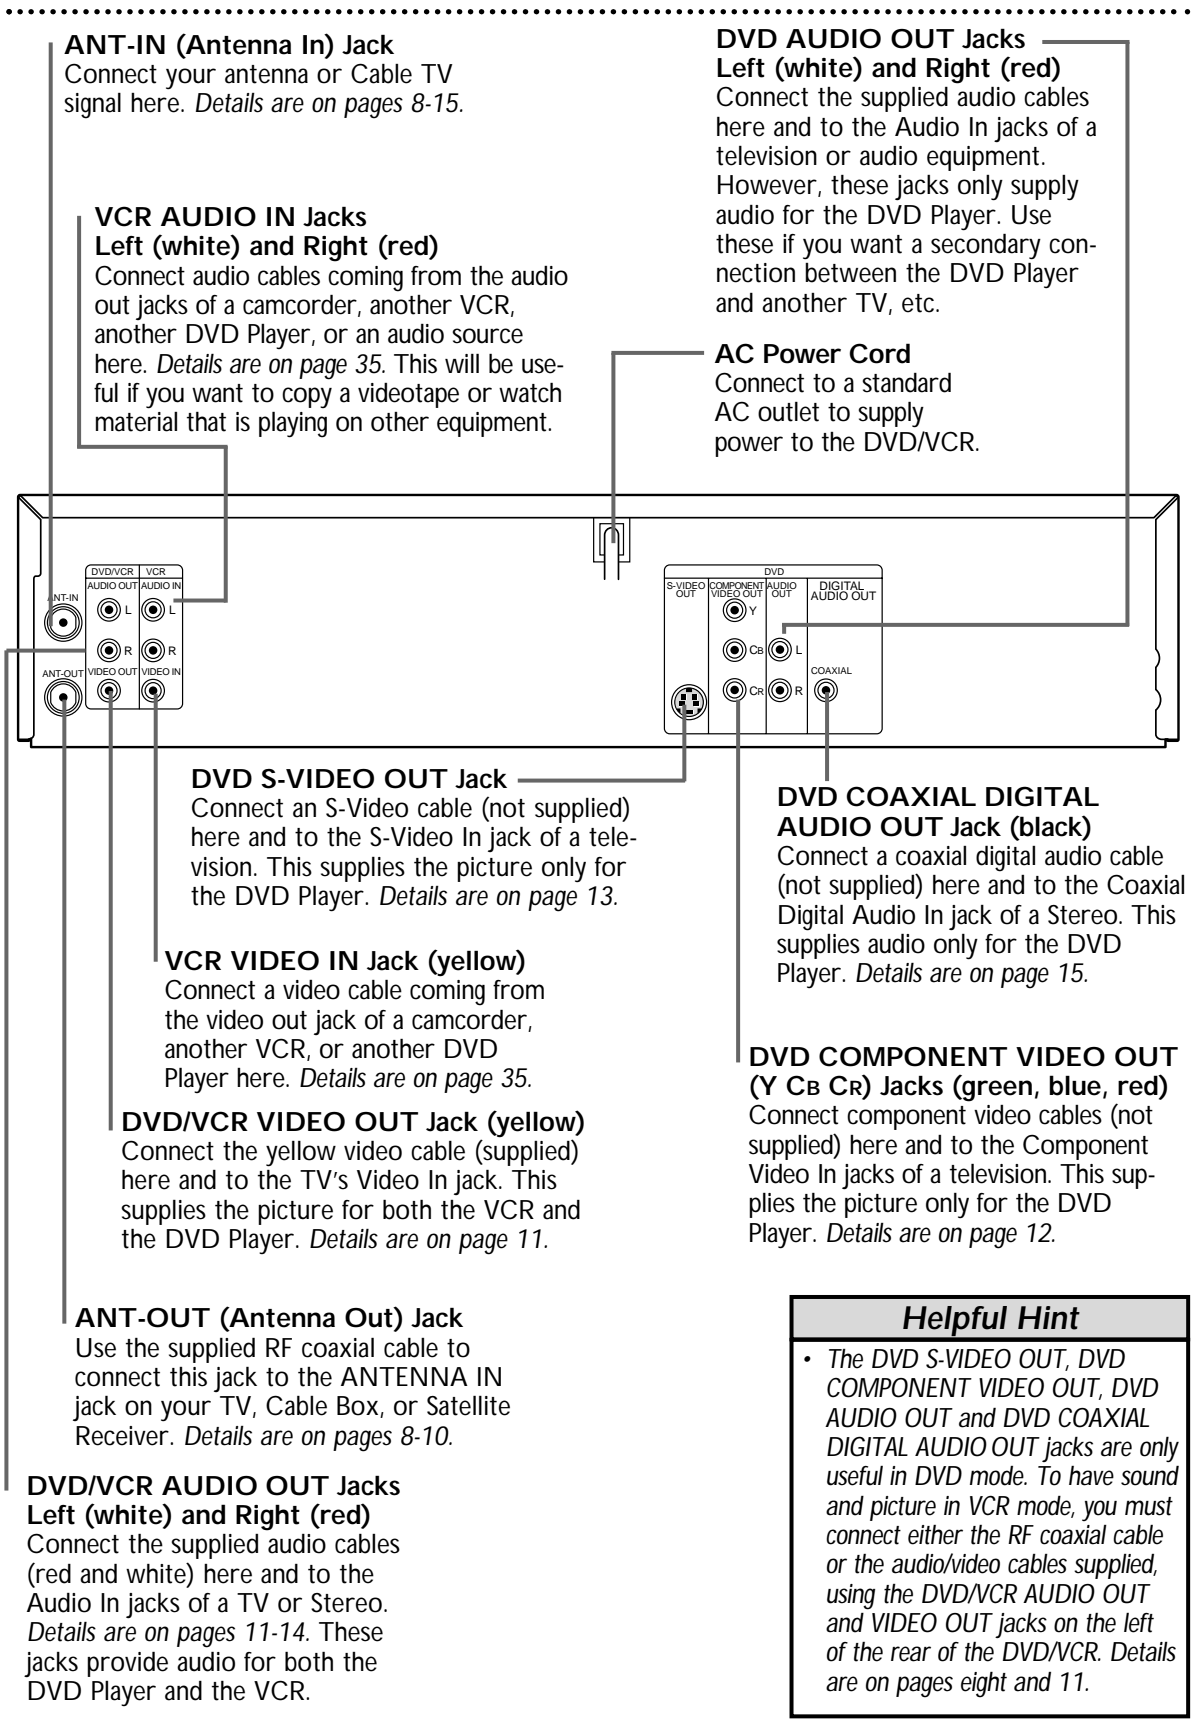 ANT-IN (Antenna In) Jack
Connect your antenna or Cable TV
signal here. Details are on pages 8-15.
VCR AUDIO IN Jacks
Left (white) and Right (red)
Connect audio cables coming from the audio
out jacks of a camcorder, another VCR,
another DVD Player, or an audio source
here. Details are on page 35. This will be use-
ful if you want to copy a videotape or watch
material that is playing on other equipment.
DVD AUDIO OUT Jacks
Left (white) and Right (red)
Connect the supplied audio cables
here and to the Audio In jacks of a
television or audio equipment.
However, these jacks only supply
audio for the DVD Player. Use
these if you want a secondary con-
nection between the DVD Player
and another TV, etc.
AC Power Cord
Connect to a standard
AC outlet to supply
power to the DVD/VCR.
DVD/VCR VCR
AUDIO OUT AUDIO IN
ANT-IN
L L
R R
ANT-OUT VIDEO OUT VIDEO IN
DVD
S-VIDEO OUT
COMPONENT VIDEO OUT
AUDIO OUT
DIGITAL AUDIO OUT
Y
CB L
COAXIAL
CR R
DVD S-VIDEO OUT Jack
Connect an S-Video cable (not supplied)
here and to the S-Video In jack of a tele-
vision. This supplies the picture only for
the DVD Player. Details are on page 13.
VCR VIDEO IN Jack (yellow)
Connect a video cable coming from
the video out jack of a camcorder,
another VCR, or another DVD
Player here. Details are on page 35.
DVD/VCR VIDEO OUT Jack (yellow)
Connect the yellow video cable (supplied)
here and to the TV's Video In jack. This
supplies the picture for both the VCR and
the DVD Player. Details are on page 11.
ANT-OUT (Antenna Out) Jack
Use the supplied RF coaxial cable to
connect this jack to the ANTENNA IN
jack on your TV, Cable Box, or Satellite
Receiver. Details are on pages 8-10.
DVD/VCR AUDIO OUT Jacks
Left (white) and Right (red)
Connect the supplied audio cables
(red and white) here and to the
Audio In jacks of a TV or Stereo.
Details are on pages 11-14. These
jacks provide audio for both the
DVD Player and the VCR.
DVD COAXIAL DIGITAL
AUDIO OUT Jack (black)
Connect a coaxial digital audio cable
(not supplied) here and to the Coaxial
Digital Audio In jack of a Stereo. This
supplies audio only for the DVD
Player. Details are on page 15.
DVD COMPONENT VIDEO OUT
(Y CB CR) Jacks (green, blue, red)
Connect component video cables (not
supplied) here and to the Component
Video In jacks of a television. This sup-
plies the picture only for the DVD
Player. Details are on page 12.
Helpful Hint
• The DVD S-VIDEO OUT, DVD
COMPONENT VIDEO OUT, DVD
AUDIO OUT and DVD COAXIAL
DIGITAL AUDIO OUT jacks are only
useful in DVD mode. To have sound
and picture in VCR mode, you must
connect either the RF coaxial cable
or the audio/video cables supplied,
using the DVD/VCR AUDIO OUT
and VIDEO OUT jacks on the left
of the rear of the DVD/VCR. Details
are on pages eight and 11.